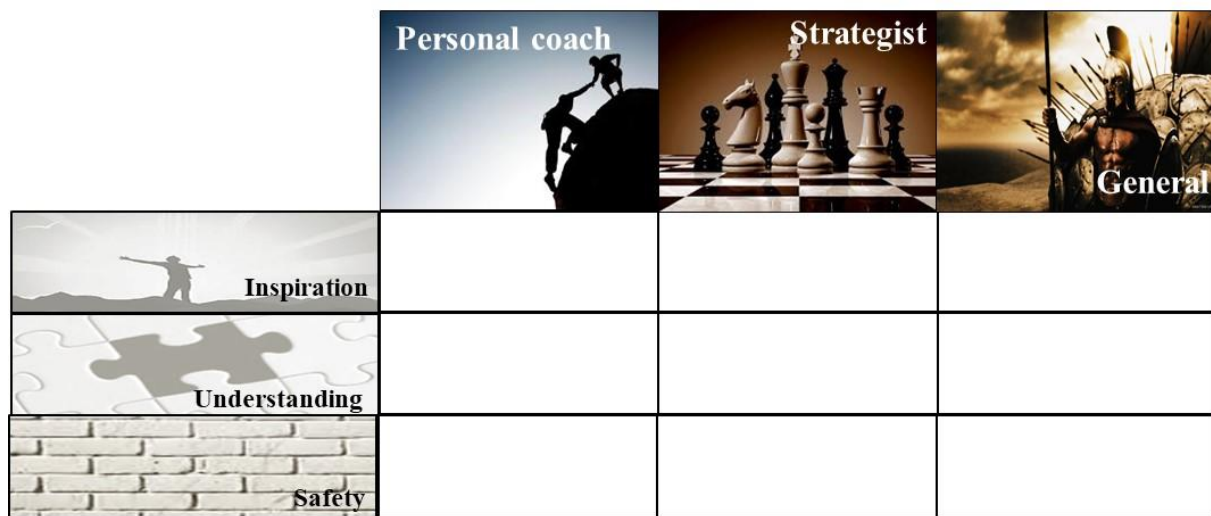 Personal coach
Strategist
General
Inspiration
Understanding
Safety